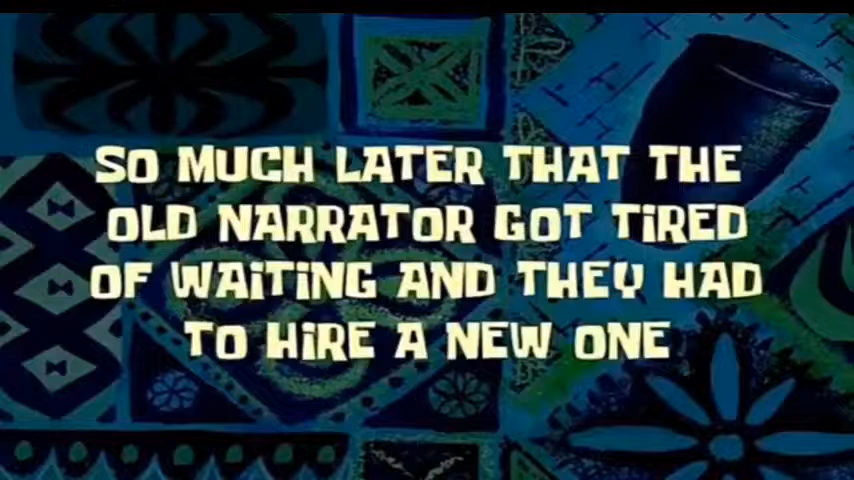 SO MUCH LATER THAT THE
OLD NARRATOR GOT TiRED
OF WAiTiNG AND THEY HAD
TO HiRE A NEW ONE